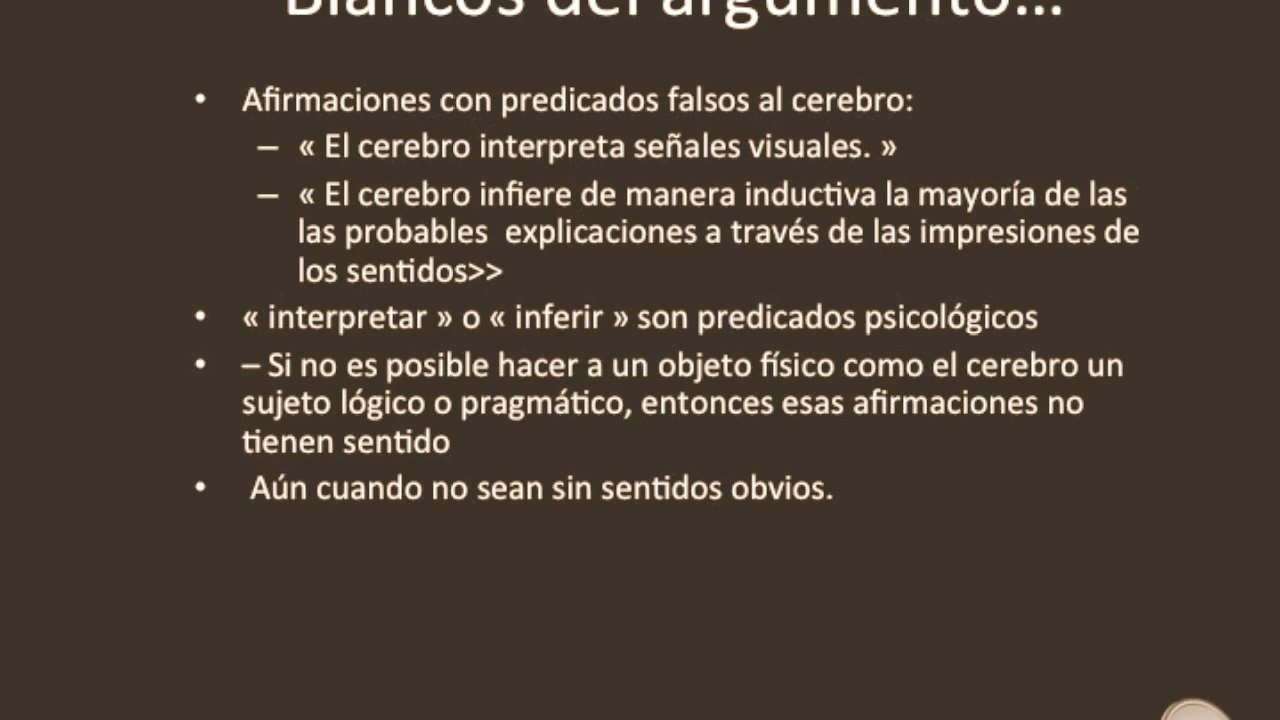 Blancos del argumento...
• Afirmaciones con predicados falsos al cerebro:
– « El cerebro interpreta señales visuales. »
– « El cerebro infiere de manera inductiva la mayoría de las
las probables explicaciones a través de las impresiones de
los sentidos>>
• « interpretar » o « inferir » son predicados psicológicos
• – Si no es posible hacer a un objeto físico como el cerebro un
sujeto lógico o pragmático, entonces esas afirmaciones no
tienen sentido
• Aún cuando no sean sin sentidos obvios.